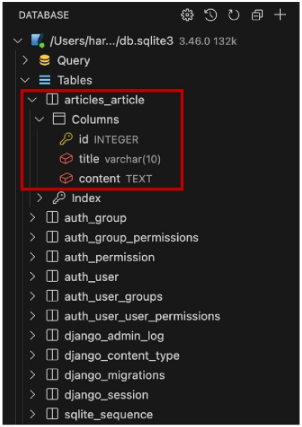 DATABASE
/Users/har.../db.sqlite3 3.46.0 132k
Query
Tables
articles_article
Columns
id INTEGER
title varchar(10)
content TEXT
Index
auth_group
auth_group_permissions
auth_permission
auth_user
auth_user_groups
auth_user_user_permissions
django_admin_log
django_content_type
django_migrations
django_session
sqlite_sequence